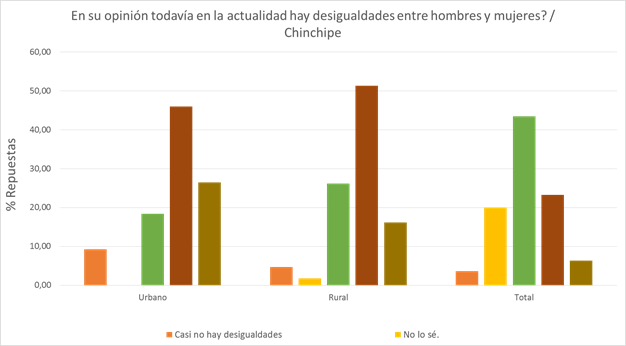 En su opinión todavía en la actualidad hay desigualdades entre hombres y mujeres? /
Chinchipe
% Repuestas
60,00
50,00
40,00
30,00
20,00
10,00
0,00
Urbano
Rural
Total
Casi no hay desigualdades
No lo sé.